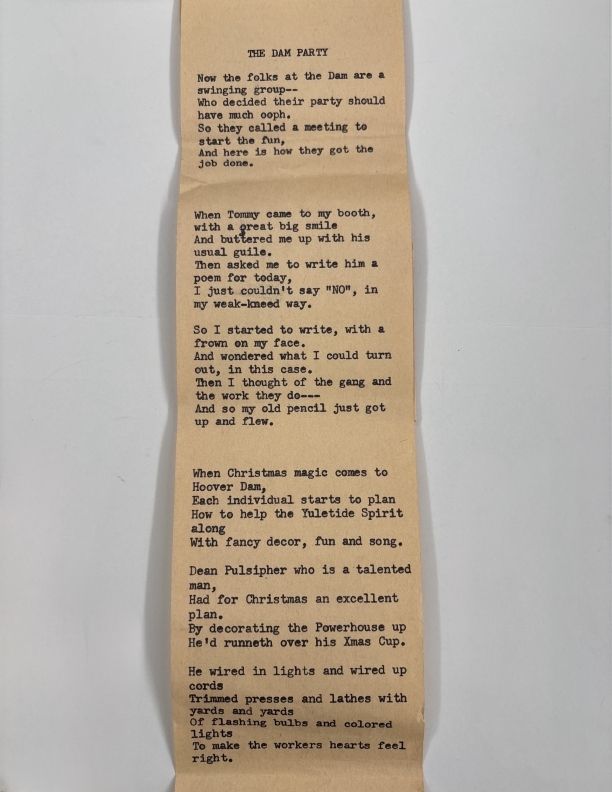 THE DAM PARTY
Now the folks at the Dam are a
swinging group--
Who decided their party should
have much ooph.
So they called a meeting to
start the fun,
And here is how they got the
job done.
When Tommy came to my booth,
with a great big smile
And buttered me up with his
usual guile.
Then asked me to write him a
poem for today,
I just couldn't say "NO", in
my weak-kneed way.
So I started to write, with a
frown on my face.
And wondered what I could turn
out, in this case.
Then I thought of the gang and
the work they do---
And so my old pencil just got
up and flew.
When Christmas magic comes to
Hoover Dam,
Each individual starts to plan
How to help the Yuletide Spirit
along
With fancy decor, fun and song.
Dean Pulsipher who is a talented
man,
Had for Christmas an excellent
plan.
By decorating the Powerhouse up
He'd runneth over his Xmas Cup.
He wired in lights and wired up
cords
Trimmed presses and lathes with
yards and yards
Of flashing bulbs and colored
lights
To make the workers hearts feel
right.